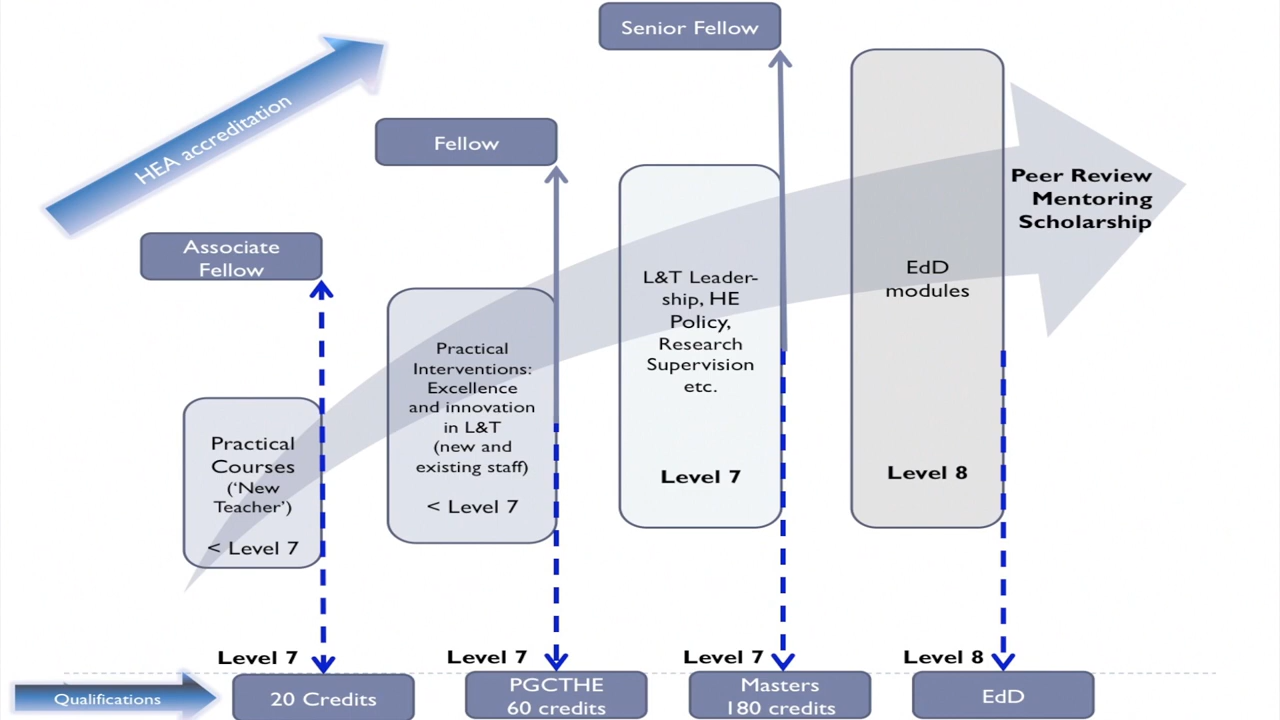 Senior Fellow
HEA accreditation
Fellow
Associate
Fellow
Peer Review
Mentoring
Scholarship
Practical
Courses
(‘New
Teacher’)
< Level 7
Practical
Interventions:
Excellence
and innovation
in L&T
(new and
existing staff)
< Level 7
L&T Leader-
ship, HE
Policy,
Research
Supervision
etc.
Level 7
EdD
modules
Level 8
Level 7
Level 7
Level 7
Level 8
Qualifications
20 Credits
PGCTHE
60 credits
Masters
180 credits
EdD